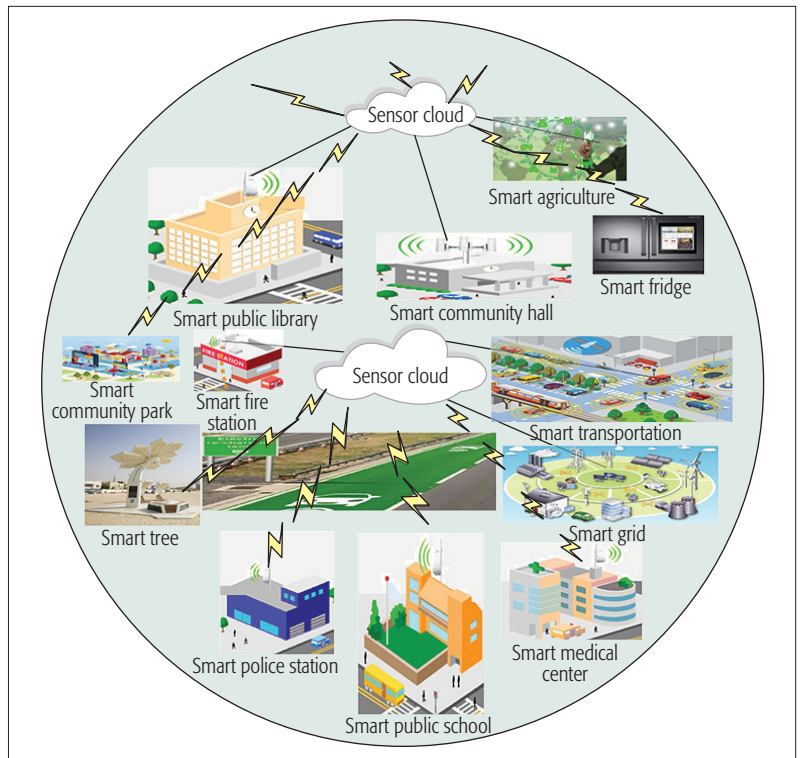 Sensor cloud
Smart agriculture
Smart fridge
Smart public library
Smart community hall
Smart
community park
FIRE STATION
Smart fire
station
Sensor cloud
Smart transportation
Smart tree
Smart grid
Smart police station
Smart public school
Smart medical
center